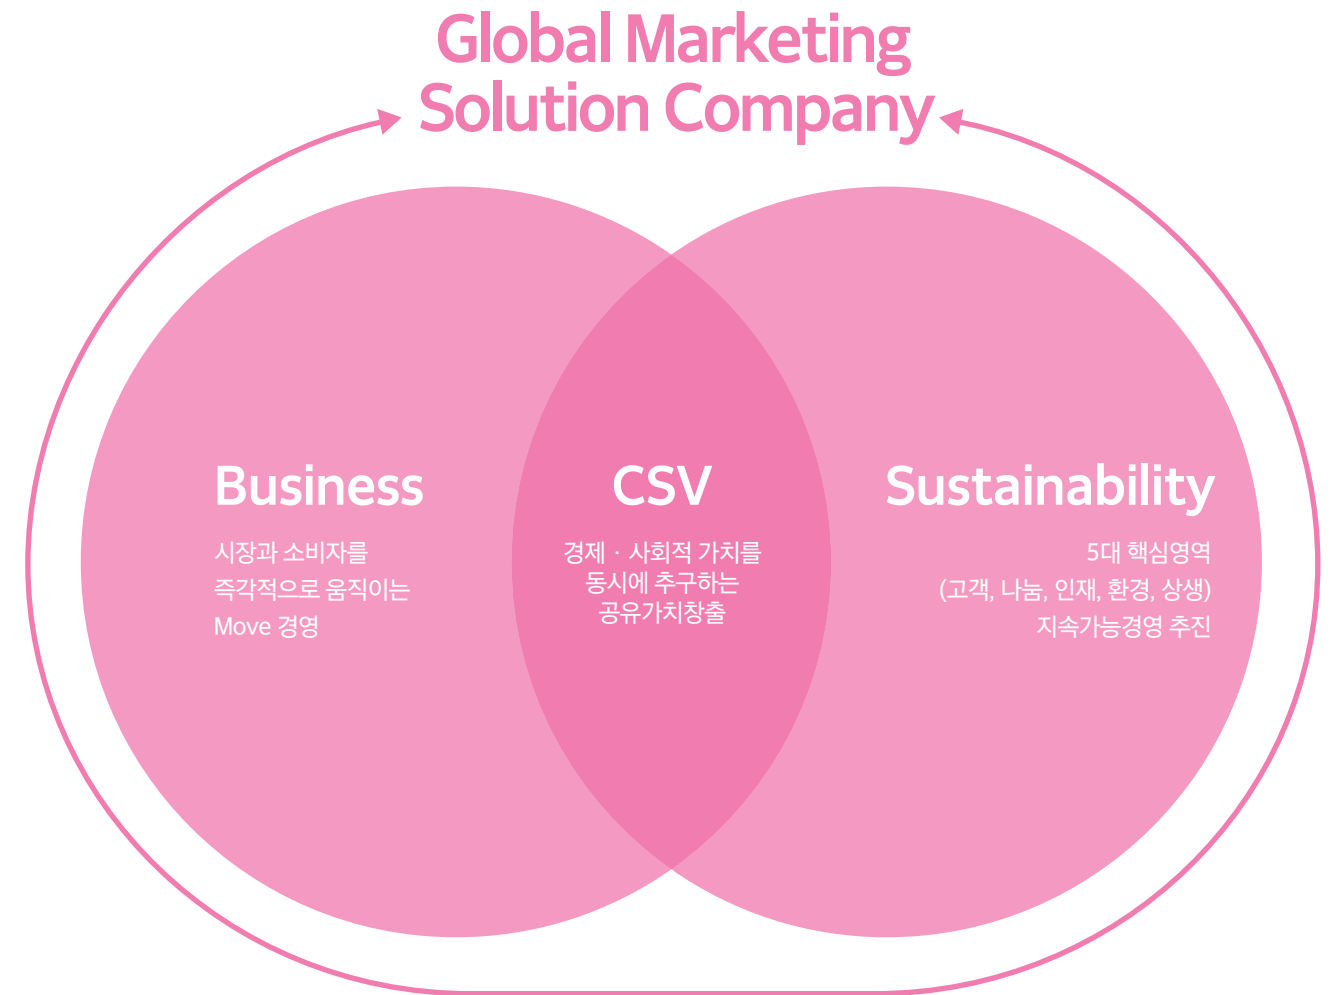 Global Marketing
Solution Company
Business
시장과 소비자를
즉각적으로 움직이는
Move 경영
CSV
경제 · 사회적 가치를
동시에 추구하는
공유가치창출
Sustainability
5대 핵심영역
(고객, 나눔, 인재, 환경, 상생)
지속가능경영 추진